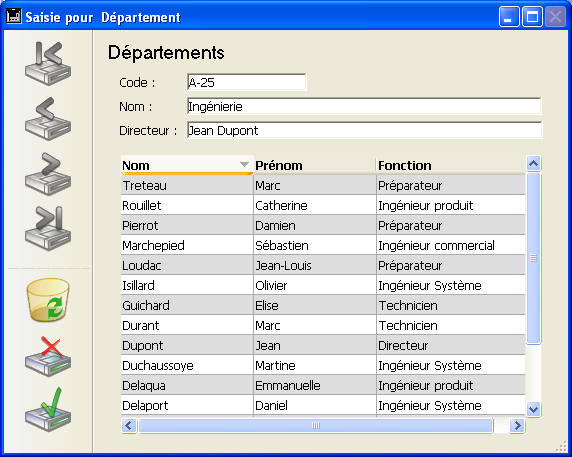 Saisie pour Département
Départements
Code : A-25
Nom : Ingénierie
Directeur : Jean Dupont
Nom Prénom Fonction
Treteau Marc Préparateur
Rouillet Catherine Ingénieur produit
Pierrot Damien Préparateur
Marchepied Sébastien Ingénieur commercial
Loudac Jean-Louis Préparateur
Isillard Olivier Ingénieur Système
Guichard Elise Technicien
Durant Marc Technicien
Dupont Jean Directeur
Duchaussoye Martine Ingénieur Système
Delaqua Emmanuelle Ingénieur produit
Delaport Daniel Ingénieur Système